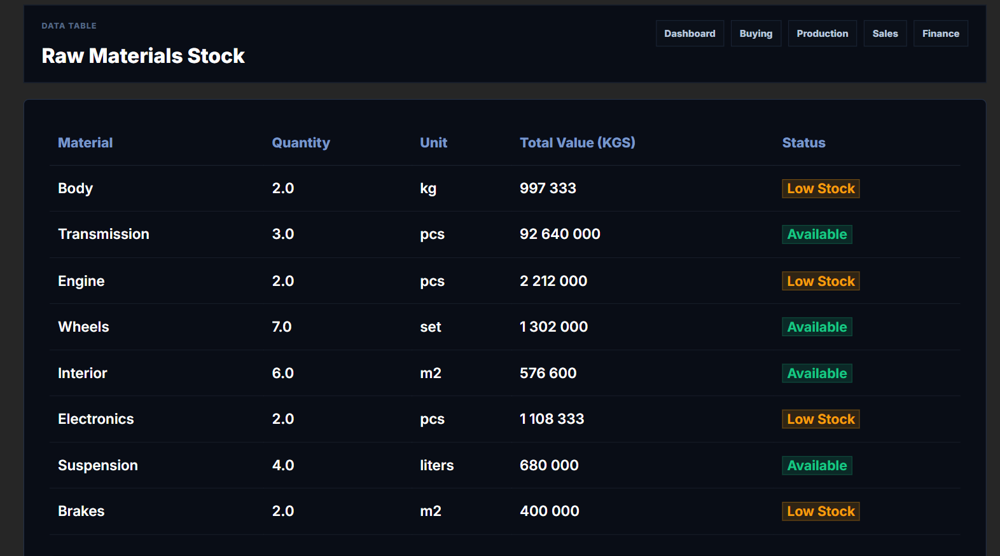 DATA TABLE
Raw Materials Stock
Dashboard Buying Production Sales Finance
Material Quantity Unit Total Value (KGS) Status
Body 2.0 kg 997 333 Low Stock
Transmission 3.0 pcs 92 640 000 Available
Engine 2.0 pcs 2 212 000 Low Stock
Wheels 7.0 set 1 302 000 Available
Interior 6.0 m2 576 600 Available
Electronics 2.0 pcs 1 108 333 Low Stock
Suspension 4.0 liters 680 000 Available
Brakes 2.0 m2 400 000 Low Stock